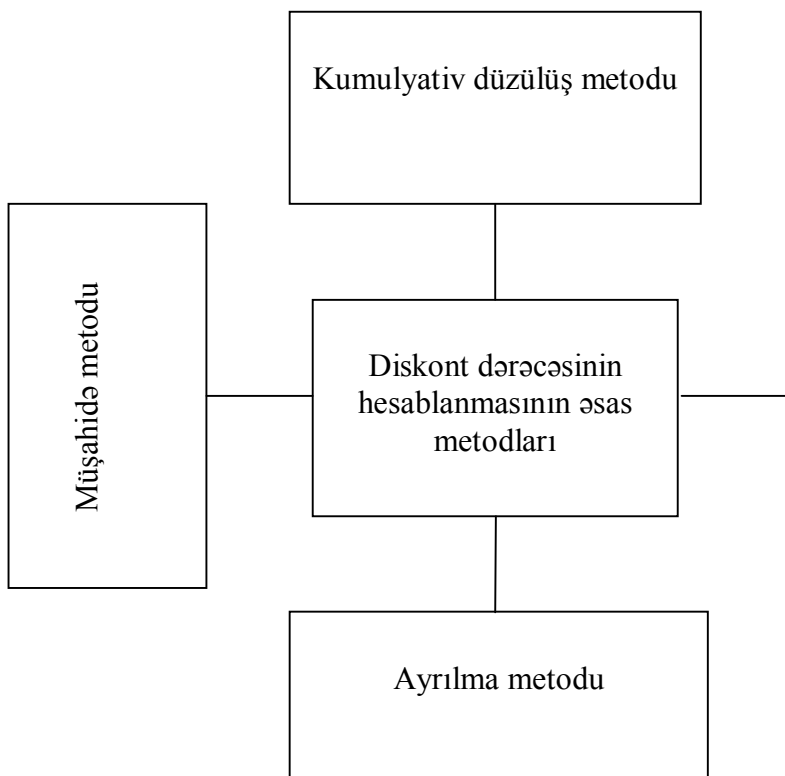 Kumulyativ düzülüş metodu
Müşahidə metodu
Diskont dərəcəsinin
hesablanmasının əsas
metodları
Ayrılma metodu